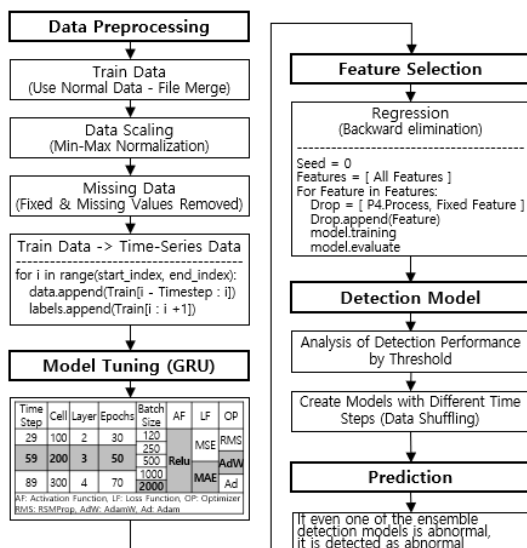 Data Preprocessing
Train Data
(Use Normal Data - File Merge)
Data Scaling
(Min-Max Normalization)
Missing Data
(Fixed & Missing Values Removed)
Train Data -> Time-Series Data
for i in range(start_index, end_index):
data.append(Train[i - Timestep : i])
labels.append(Train[i : i +1])
Model Tuning (GRU)
Time Step Cell Layer Epochs Batch Size AF LF OP
29 100 2 30 120 250 Relu MSE RMS
59 200 3 50 500 MAE AdW
89 300 4 70 1000 2000 Ad
AF: Activation Function, LF: Loss Function, OP: Optimizer
RMS: RSMProp, AdW: AdamW, Ad: Adam
Feature Selection
Regression
(Backward elimination)
Seed = 0
Features = [ All Features ]
For Feature in Features:
Drop = [ P4.Process, Fixed Feature ]
Drop.append(Feature)
model.training
model.evaluate
Detection Model
Analysis of Detection Performance
by Threshold
Create Models with Different Time
Steps (Data Shuffling)
Prediction
If even one of the ensemble
detection models is abnormal,
it is detected as abnormal